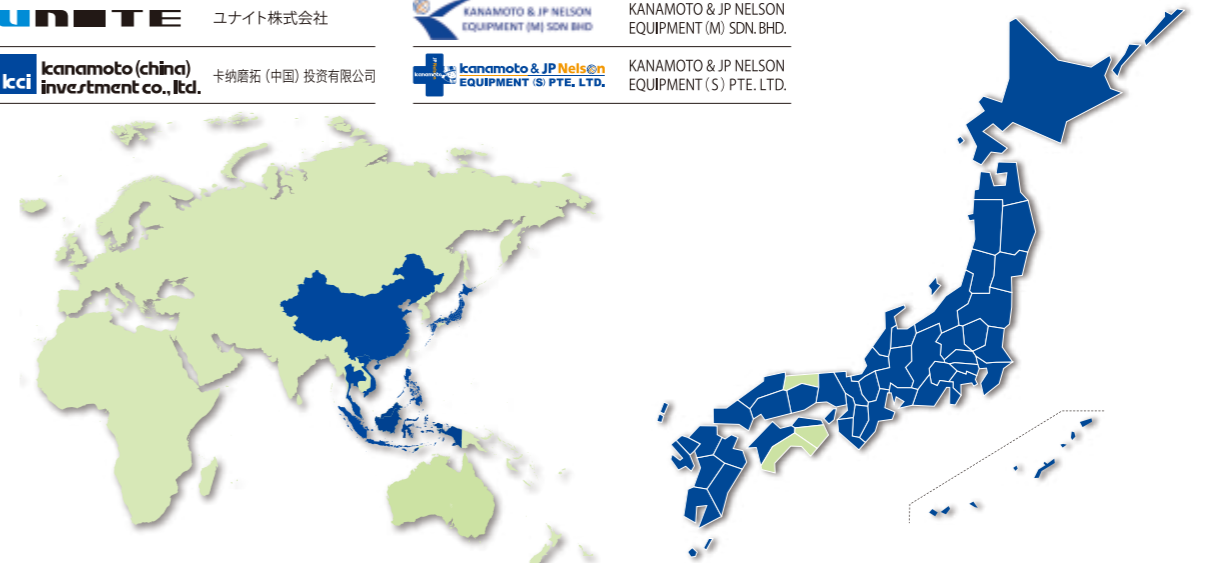 UNITE ユナイト株式会社
kcci kanamoto (china) investment co., ltd. 卡纳磨拓（中国）投资有限公司
KANAMOTO & JP NELSON
EQUIPMENT (M) SDN BHD
KANAMOTO & JP NELSON
EQUIPMENT (M) SDN. BHD.
kanamoto
kanamoto & JP Nelson
EQUIPMENT (S) PTE. LTD.
KANAMOTO & JP NELSON
EQUIPMENT (S) PTE. LTD.